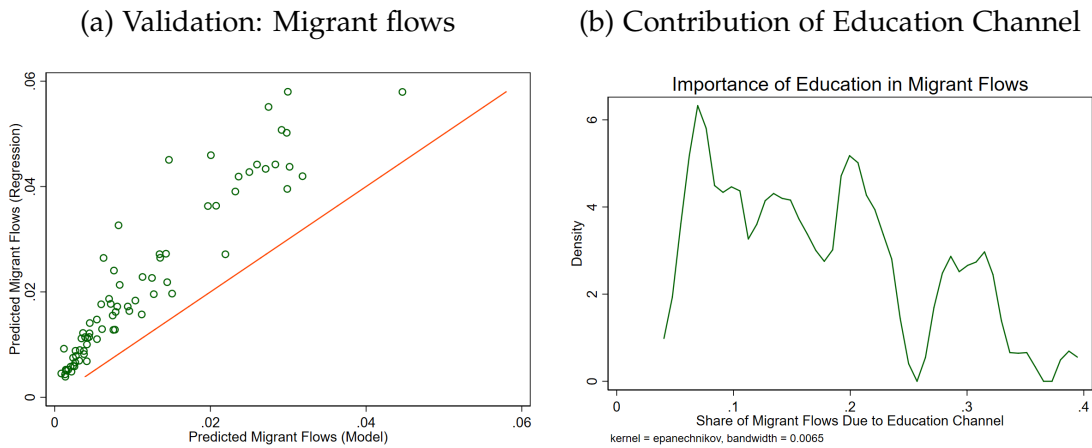 (a) Validation: Migrant flows
Predicted Migrant Flows (Regression)
.06
.04
.02
0
0
.02
.04
.06
Predicted Migrant Flows (Model)
(b) Contribution of Education Channel
Importance of Education in Migrant Flows
Density
6
4
2
0
0
.1
.2
.3
.4
Share of Migrant Flows Due to Education Channel
kernel = epanechnikov, bandwidth = 0.0065